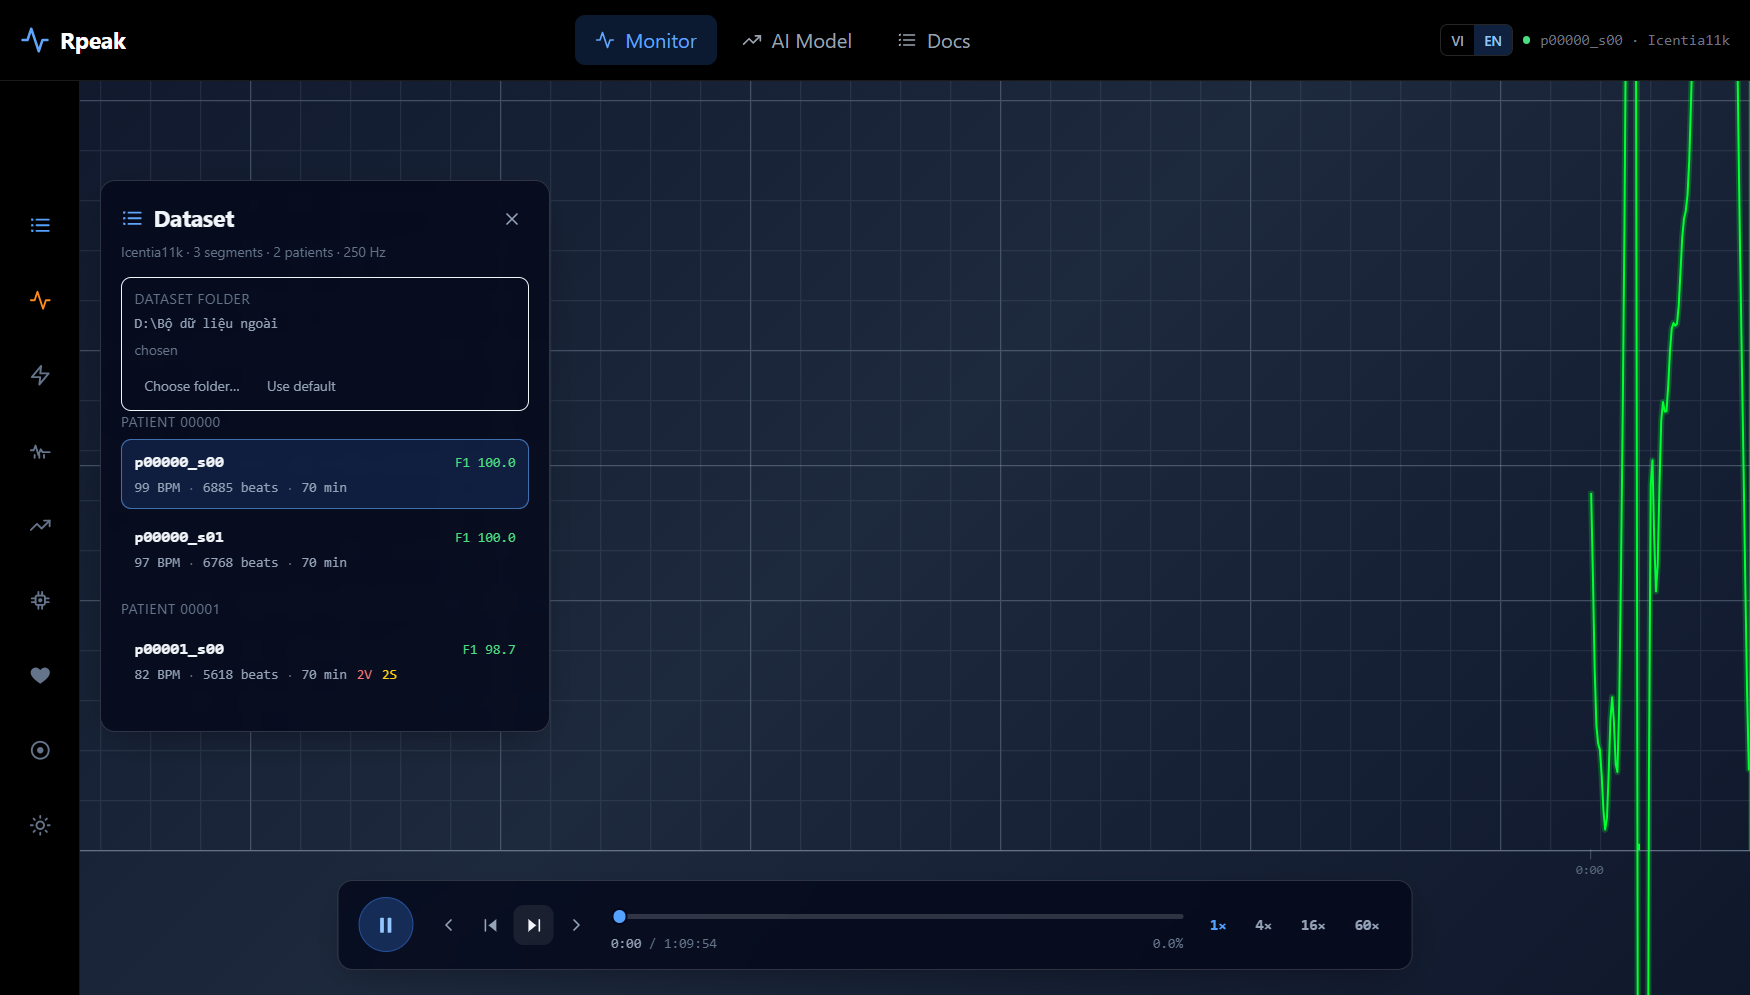 Rpeak
Monitor
AI Model
Docs
VI
EN
p00000_s00 · Icentia11k
Dataset
Icentia11k · 3 segments · 2 patients · 250 Hz
DATASET FOLDER
D:\Bộ dữ liệu ngoài
chosen
Choose folder...
Use default
PATIENT 00000
p00000_s00
F1 100.0
99 BPM · 6885 beats · 70 min
p00000_s01
F1 100.0
97 BPM · 6768 beats · 70 min
PATIENT 00001
p00001_s00
F1 98.7
82 BPM · 5618 beats · 70 min 2V 2S
0:00
0:00 / 1:09:54
0.0%
1×
4×
16×
60×